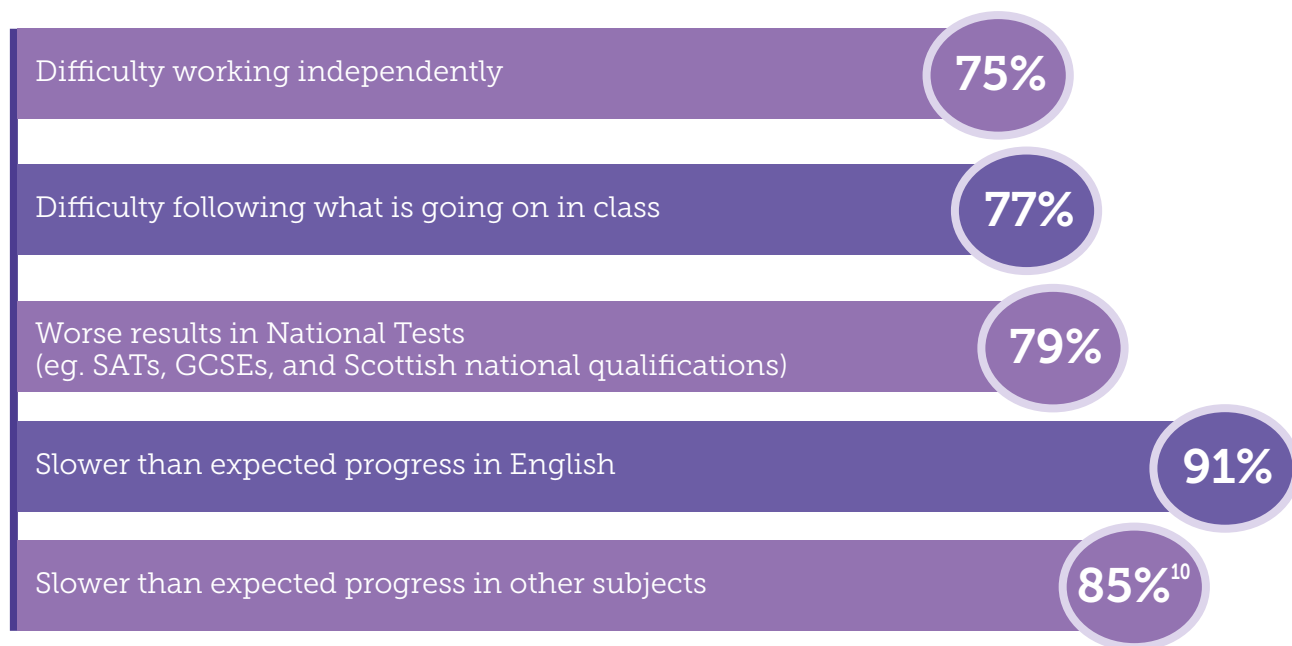 Difficulty working independently
75%
Difficulty following what is going on in class
77%
Worse results in National Tests
(eg. SATs, GCSEs, and Scottish national qualifications)
79%
Slower than expected progress in English
91%
Slower than expected progress in other subjects
85%¹⁰